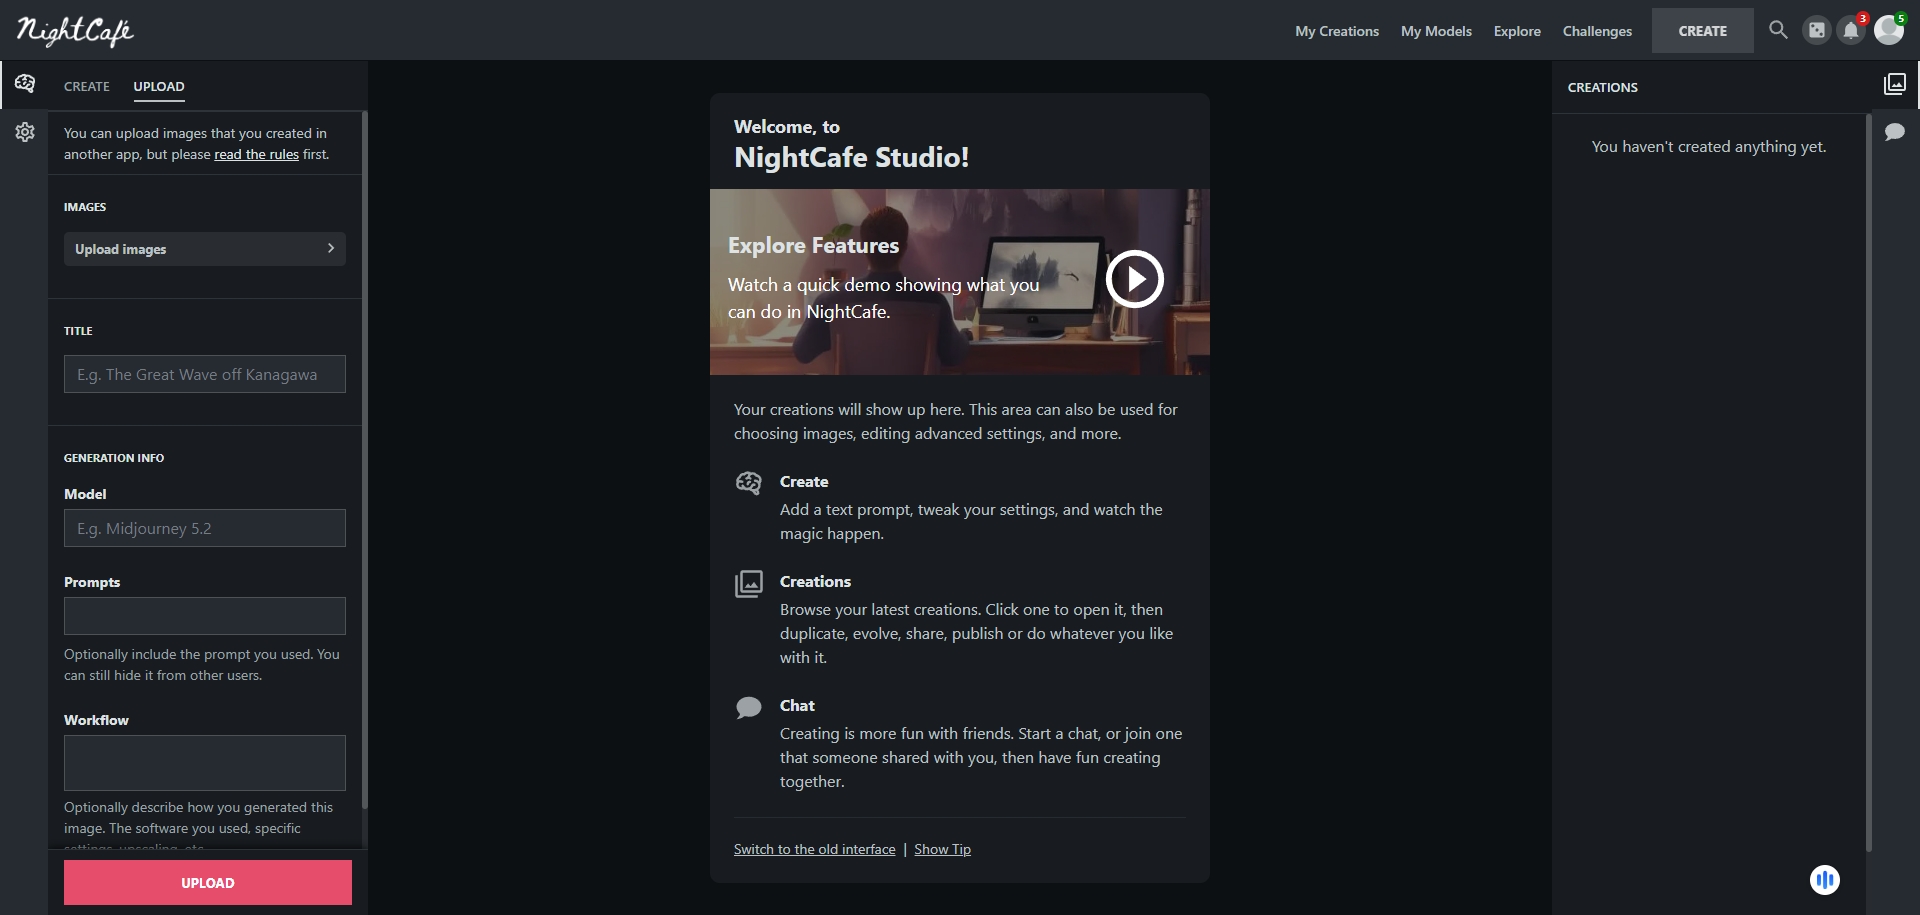 NightCafé
My Creations
My Models
Explore
Challenges
CREATE
3
5
CREATE
UPLOAD
You can upload images that you created in
another app, but please read the rules first.
IMAGES
Upload images
TITLE
E.g. The Great Wave off Kanagawa
GENERATION INFO
Model
E.g. Midjourney 5.2
Prompts
Optionally include the prompt you used. You
can still hide it from other users.
Workflow
Optionally describe how you generated this
image. The software you used, specific
settings, upscaling, etc.
UPLOAD
Welcome, to
NightCafe Studio!
Explore Features
Watch a quick demo showing what you
can do in NightCafe.
Your creations will show up here. This area can also be used for
choosing images, editing advanced settings, and more.
Create
Add a text prompt, tweak your settings, and watch the
magic happen.
Creations
Browse your latest creations. Click one to open it, then
duplicate, evolve, share, publish or do whatever you like
with it.
Chat
Creating is more fun with friends. Start a chat, or join one
that someone shared with you, then have fun creating
together.
Switch to the old interface | Show Tip
CREATIONS
You haven't created anything yet.